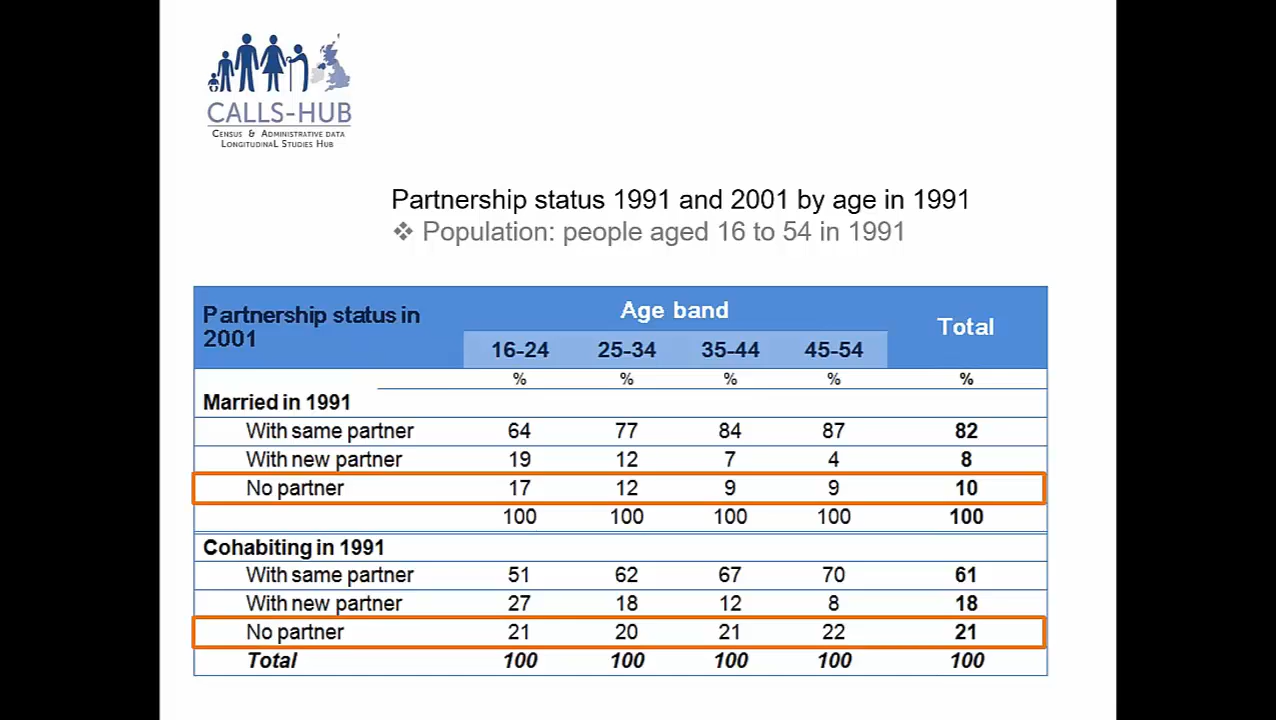 CALLS-HUB
CENSUS & ADMINISTRATIVE DATA
LONGITUDINAL STUDIES HUB
Partnership status 1991 and 2001 by age in 1991
❖ Population: people aged 16 to 54 in 1991
Partnership status in 2001 Age band Total
16-24 25-34 35-44 45-54
% % % % %
Married in 1991
With same partner 64 77 84 87 82
With new partner 19 12 7 4 8
No partner 17 12 9 9 10
100 100 100 100 100
Cohabiting in 1991
With same partner 51 62 67 70 61
With new partner 27 18 12 8 18
No partner 21 20 21 22 21
Total 100 100 100 100 100